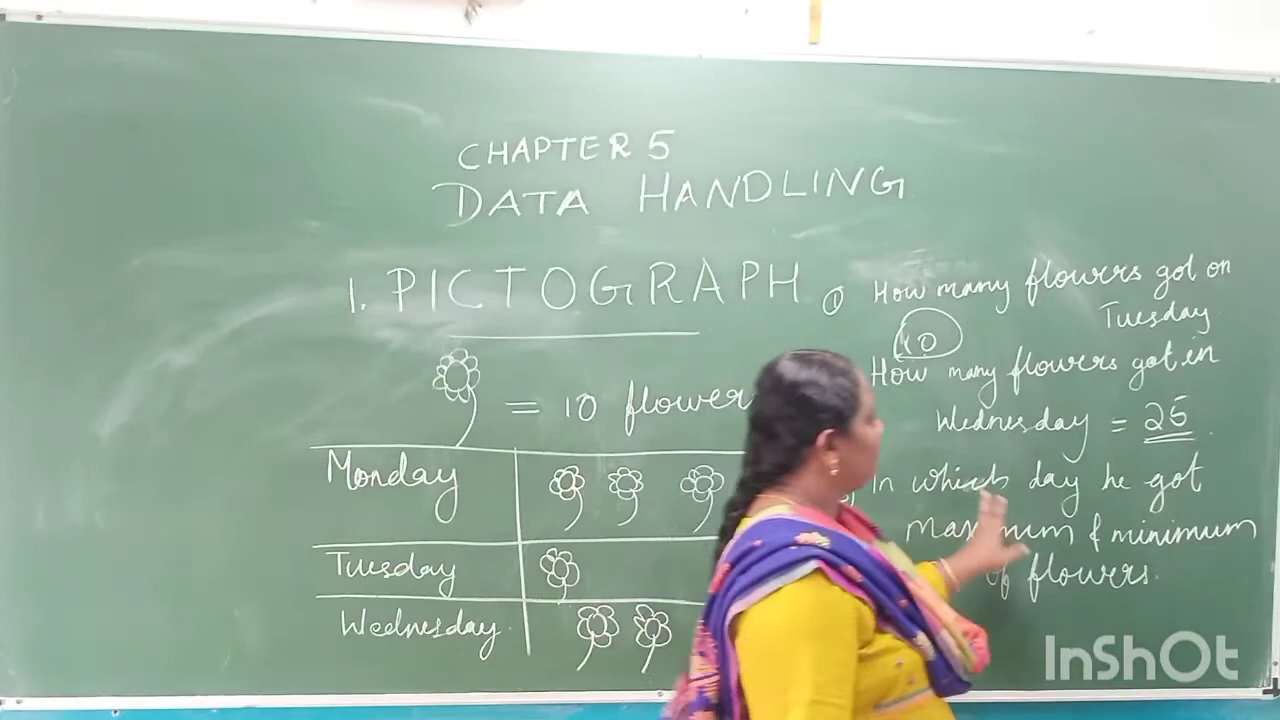 CHAPTER 5
DATA HANDLING
1. PICTOGRAPH
= 10 flower
Monday
Tuesday
Wednesday.
① How many flowers got on
Tuesday
10
How many flowers got in
Wednesday = 25.
In which day he got
& minimum
of flowers.
InShOt